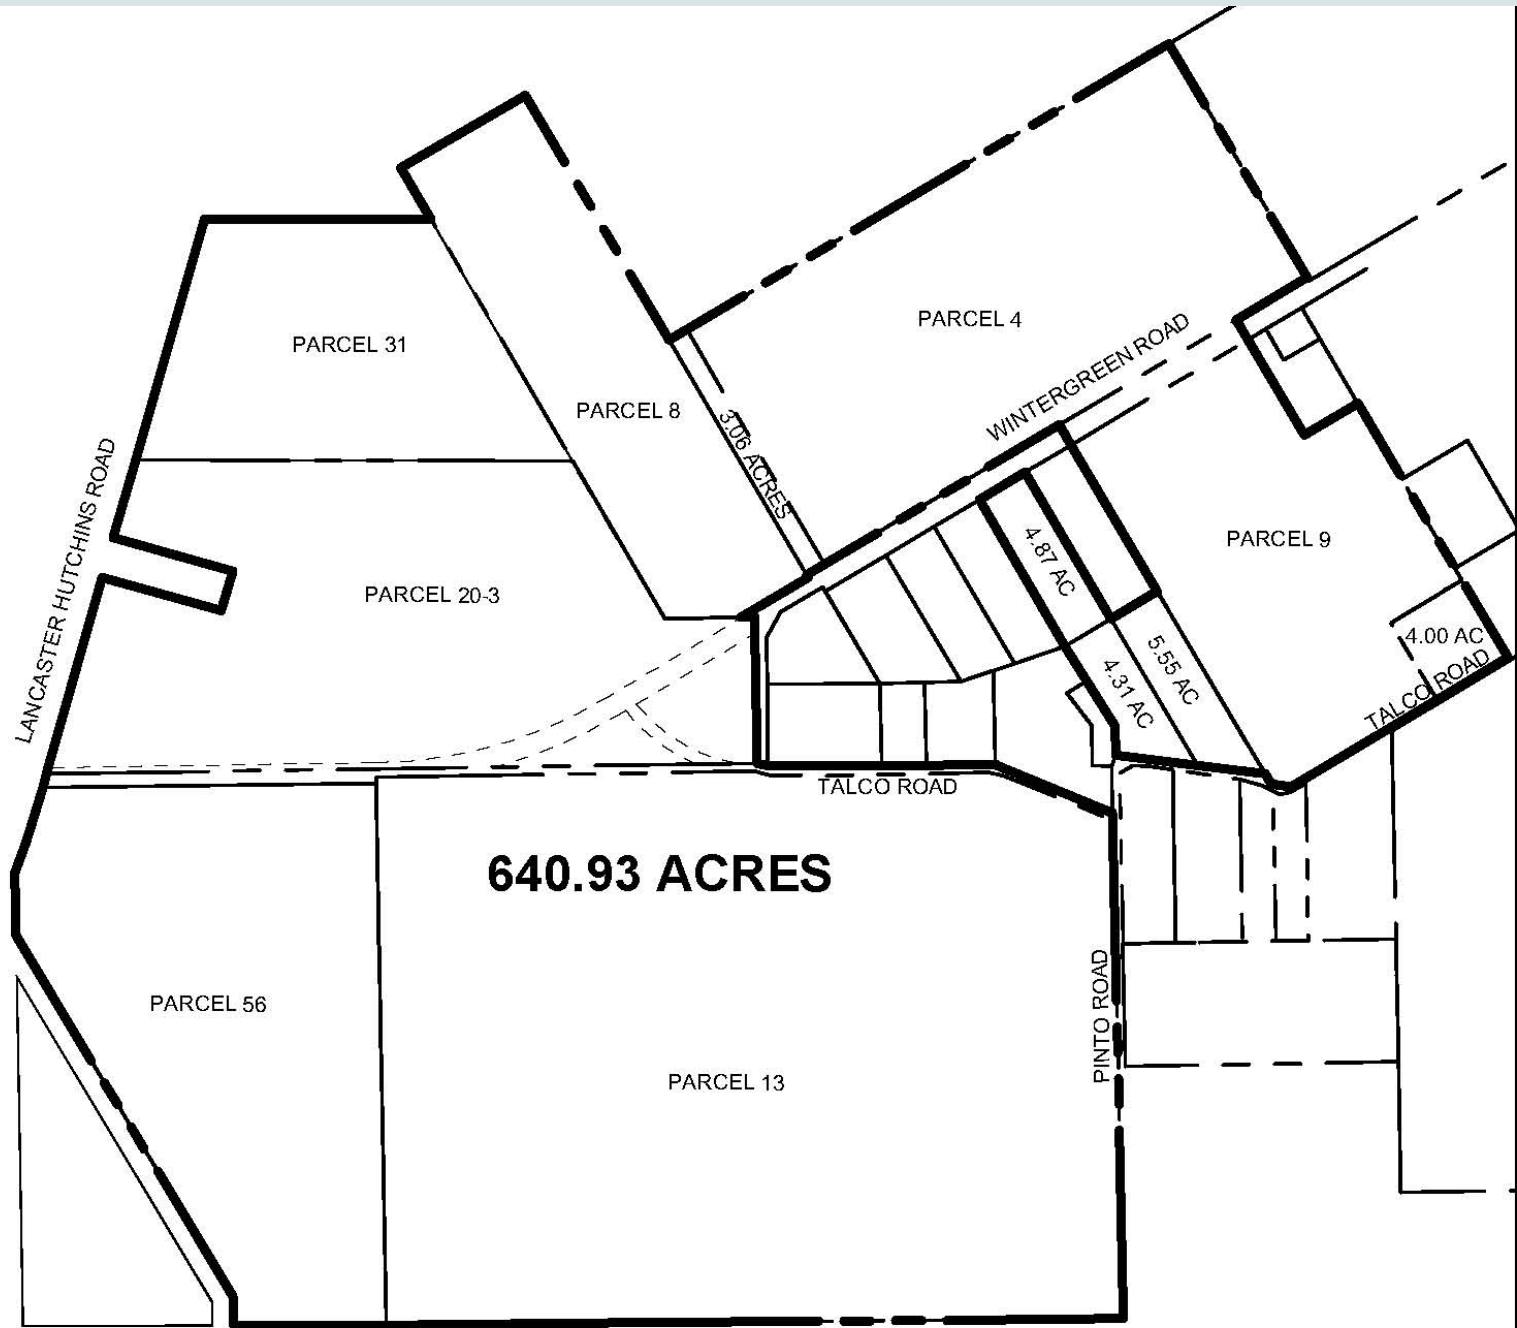 PARCEL 4
PARCEL 31
WINTERGREEN ROAD
PARCEL 8
3.06 ACRES
LANCASTER HUTCHINS ROAD
PARCEL 9
4.87 AC
PARCEL 20-3
4.00 AC
5.55 AC
4.31 AC
TALCO ROAD
TALCO ROAD
640.93 ACRES
PARCEL 56
PINTO ROAD
PARCEL 13